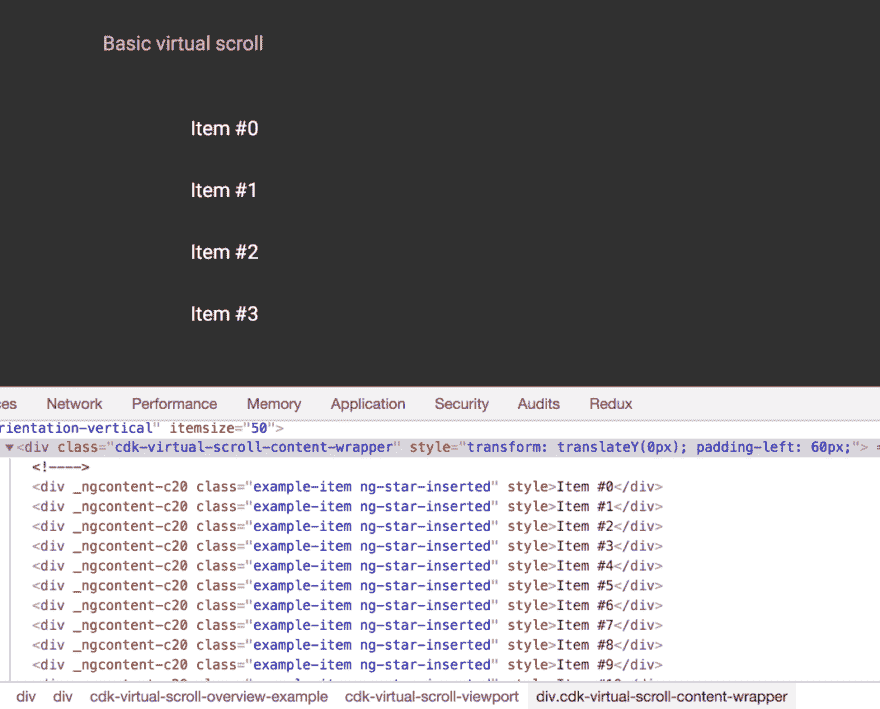 Basic virtual scroll
Item #0
Item #1
Item #2
Item #3
ces Network Performance Memory Application Security Audits Redux
rientation-vertical" itemsize="50">
▼<div class="cdk-virtual-scroll-content-wrapper" style="transform: translateY(0px); padding-left: 60px;"> =
<!---->
<div _ngcontent-c20 class="example-item ng-star-inserted" style>Item #0</div>
<div _ngcontent-c20 class="example-item ng-star-inserted" style>Item #1</div>
<div _ngcontent-c20 class="example-item ng-star-inserted" style>Item #2</div>
<div _ngcontent-c20 class="example-item ng-star-inserted" style>Item #3</div>
<div _ngcontent-c20 class="example-item ng-star-inserted" style>Item #4</div>
<div _ngcontent-c20 class="example-item ng-star-inserted" style>Item #5</div>
<div _ngcontent-c20 class="example-item ng-star-inserted" style>Item #6</div>
<div _ngcontent-c20 class="example-item ng-star-inserted" style>Item #7</div>
<div _ngcontent-c20 class="example-item ng-star-inserted" style>Item #8</div>
<div _ngcontent-c20 class="example-item ng-star-inserted" style>Item #9</div>
div div cdk-virtual-scroll-overview-example cdk-virtual-scroll-viewport div.cdk-virtual-scroll-content-wrapper